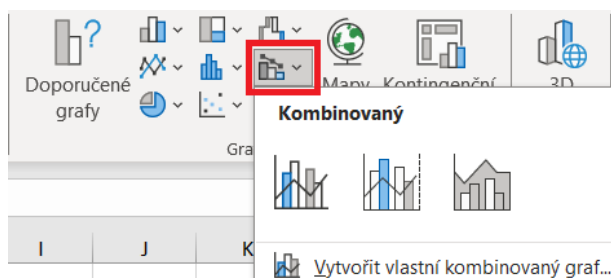 Doporučené
grafy
Mapy
Kontingenční
3D
Gra
Kombinovaný
Vytvořit vlastní kombinovaný graf...
I
J
K